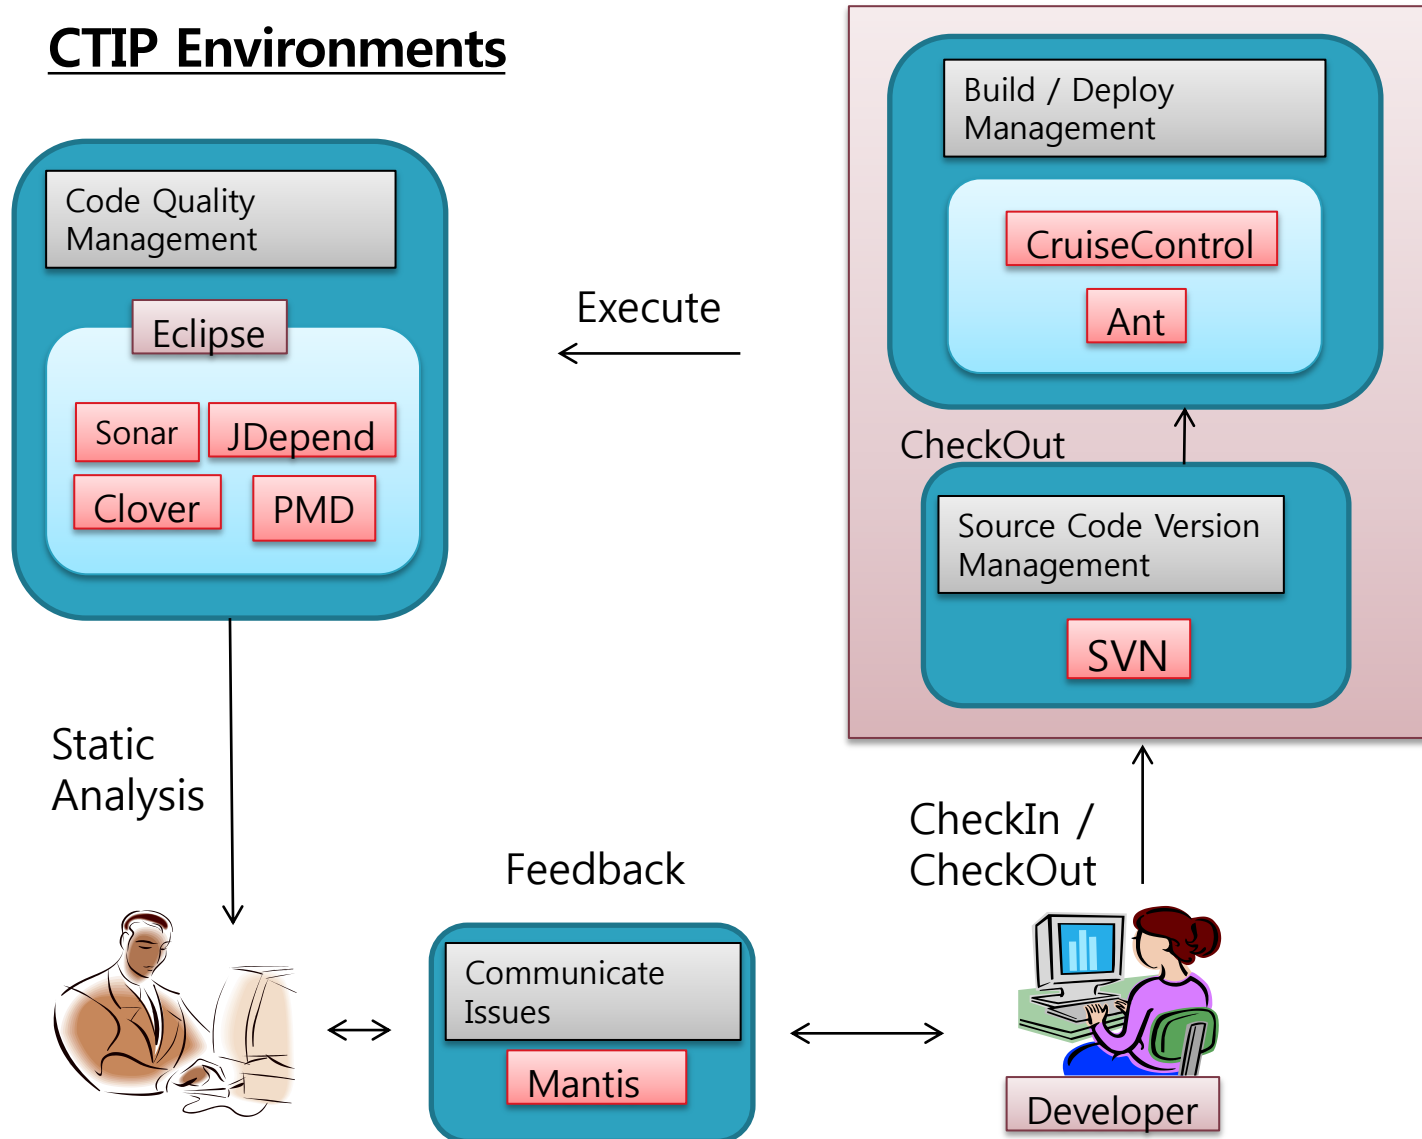 CTIP Environments
Build / Deploy
Management
CruiseControl
Ant
Code Quality
Management
Eclipse
Sonar
JDepend
Clover
PMD
Execute
CheckOut
Source Code Version
Management
SVN
Static
Analysis
CheckIn /
CheckOut
Feedback
Communicate
Issues
Mantis
Developer